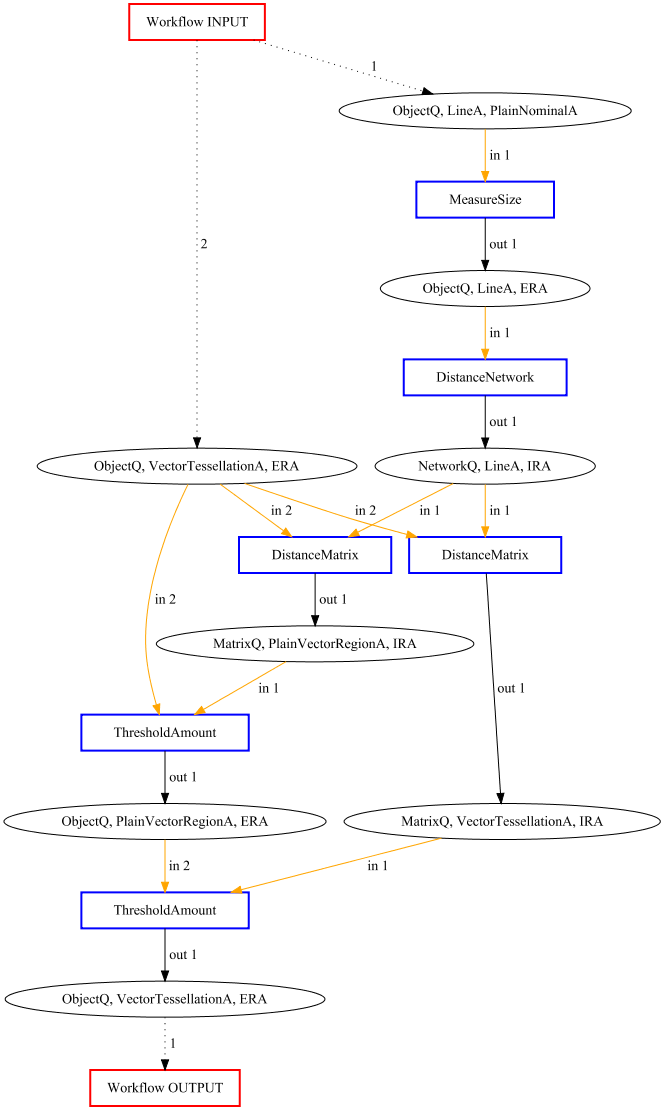 Workflow INPUT
1
ObjectQ, LineA, PlainNominalA
in 1
MeasureSize
2
out 1
ObjectQ, LineA, ERA
in 1
DistanceNetwork
out 1
ObjectQ, VectorTessellationA, ERA
NetworkQ, LineA, IRA
in 2
in 2
in 1
in 1
DistanceMatrix
DistanceMatrix
in 2
out 1
MatrixQ, PlainVectorRegionA, IRA
in 1
out 1
ThresholdAmount
out 1
ObjectQ, PlainVectorRegionA, ERA
MatrixQ, VectorTessellationA, IRA
in 2
in 1
ThresholdAmount
out 1
ObjectQ, VectorTessellationA, ERA
1
Workflow OUTPUT